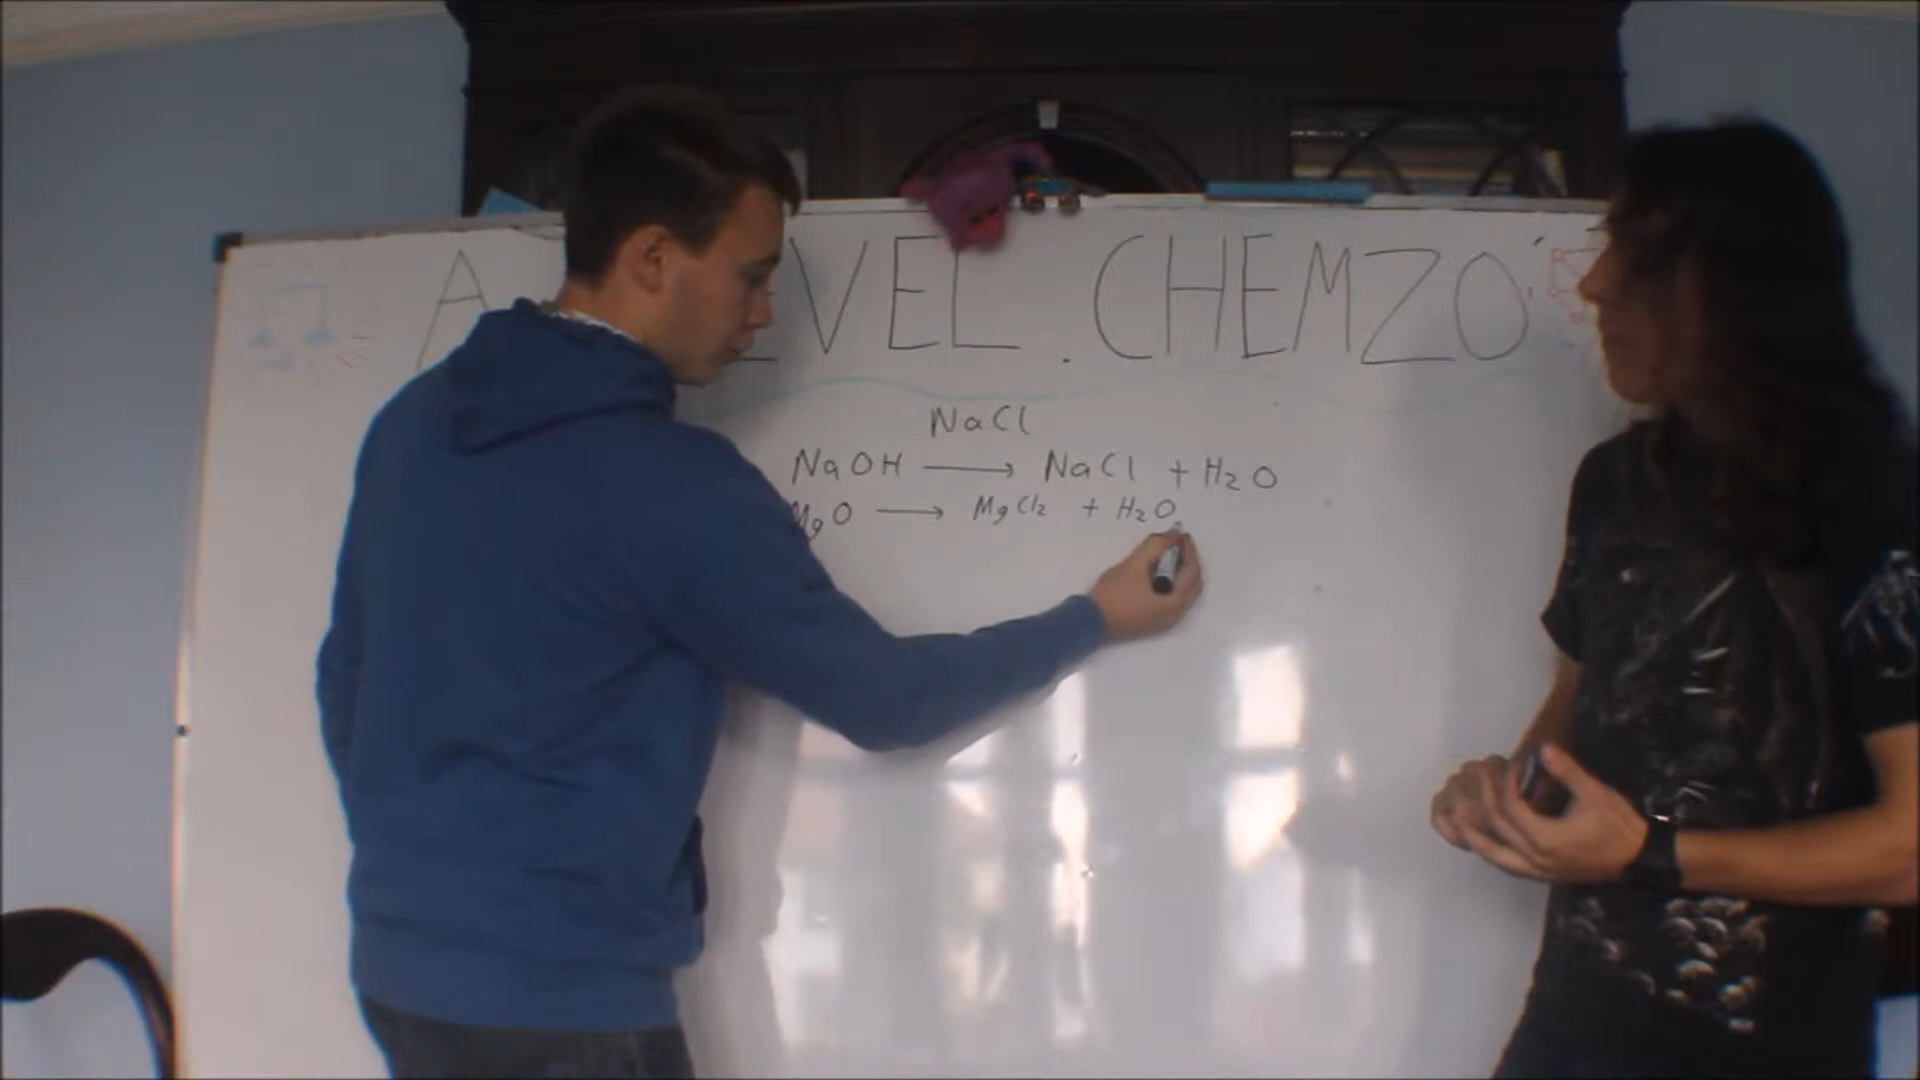 A VEL . CHEMZO
NaCl
NaOH → NaCl + H₂O
MgO → MgCl₂ + H₂O